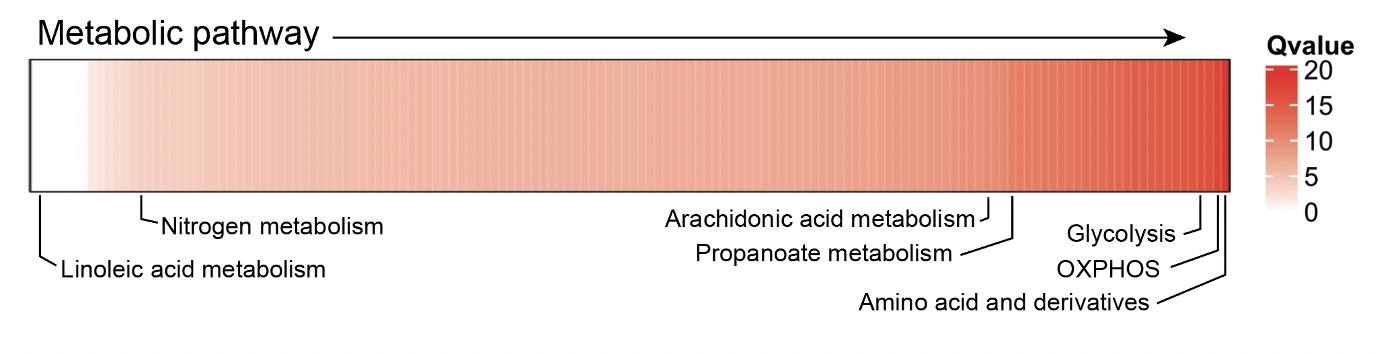 Metabolic pathway
Qvalue
20
15
10
5
0
Nitrogen metabolism
Linoleic acid metabolism
Arachidonic acid metabolism
Propanoate metabolism
Glycolysis
OXPHOS
Amino acid and derivatives